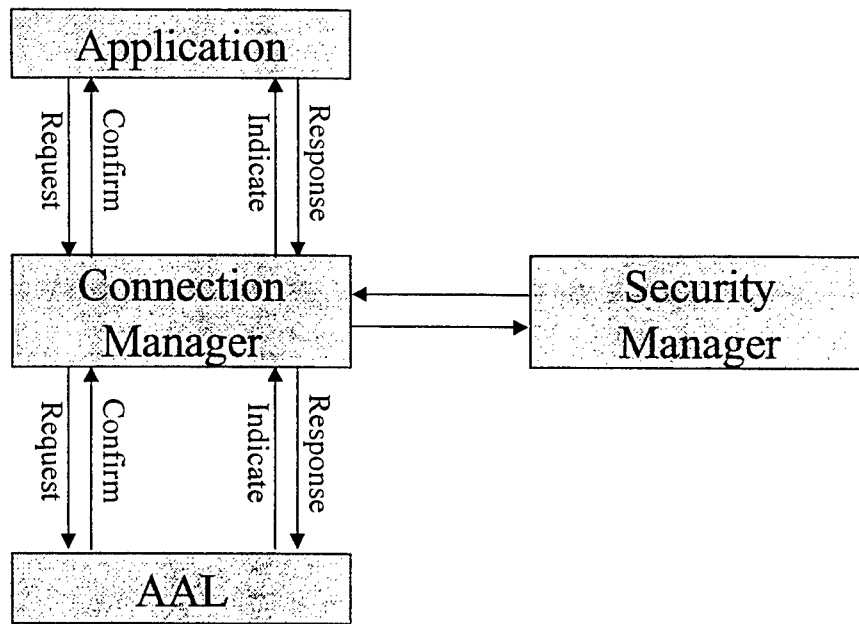 Application
Request
Confirm
Indicate
Response
Connection
Manager
Security
Manager
Request
Confirm
Indicate
Response
AAL